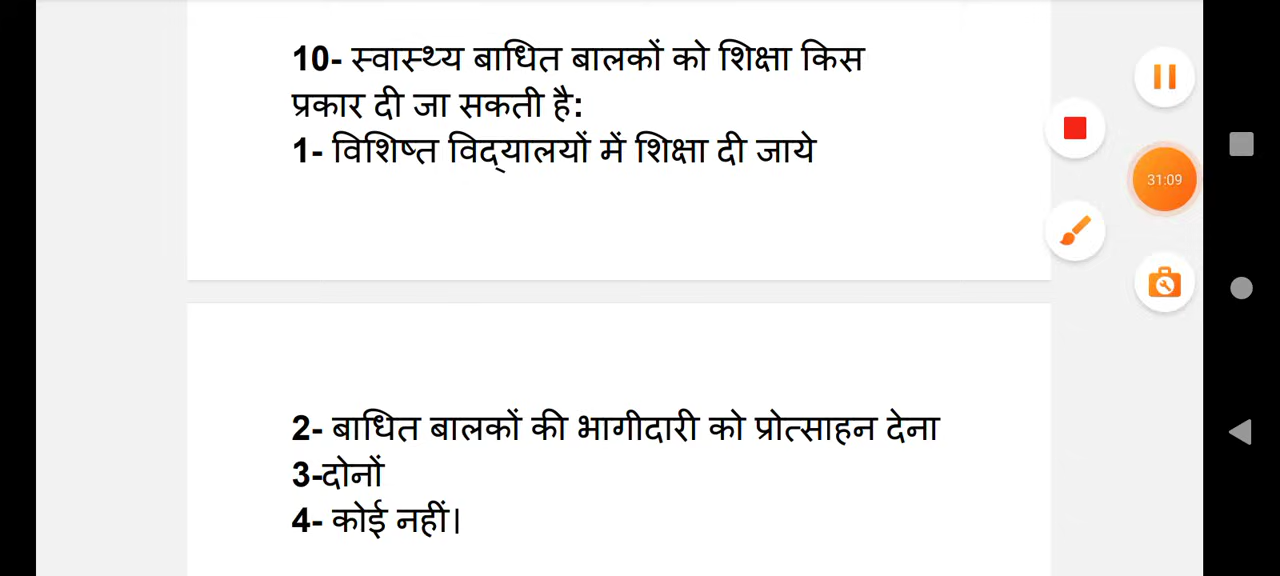 10- स्वास्थ्य बाधित बालकों को शिक्षा किस
प्रकार दी जा सकती है:
1- विशिष्त विद्‌यालयों में शिक्षा दी जाये
31:09
2- बाधित बालकों की भागीदारी को प्रोत्साहन देना
3-दोनों
4- कोई नहीं।